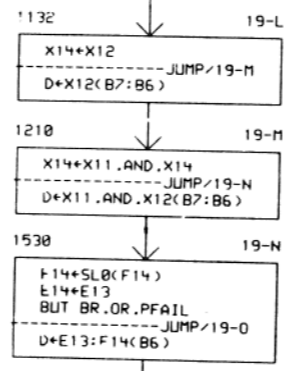 1132 19-L
X14←X12
JUMP/19-M
D←X12(B7:B6)
1210 19-M
X14←X11.AND.X14
JUMP/19-N
D←X11.AND.X12(B7:B6)
1530 19-N
F14←SL0(F14)
E14←E13
BUT BR.OR.PFAIL
JUMP/19-O
D←E13:F14(B6)